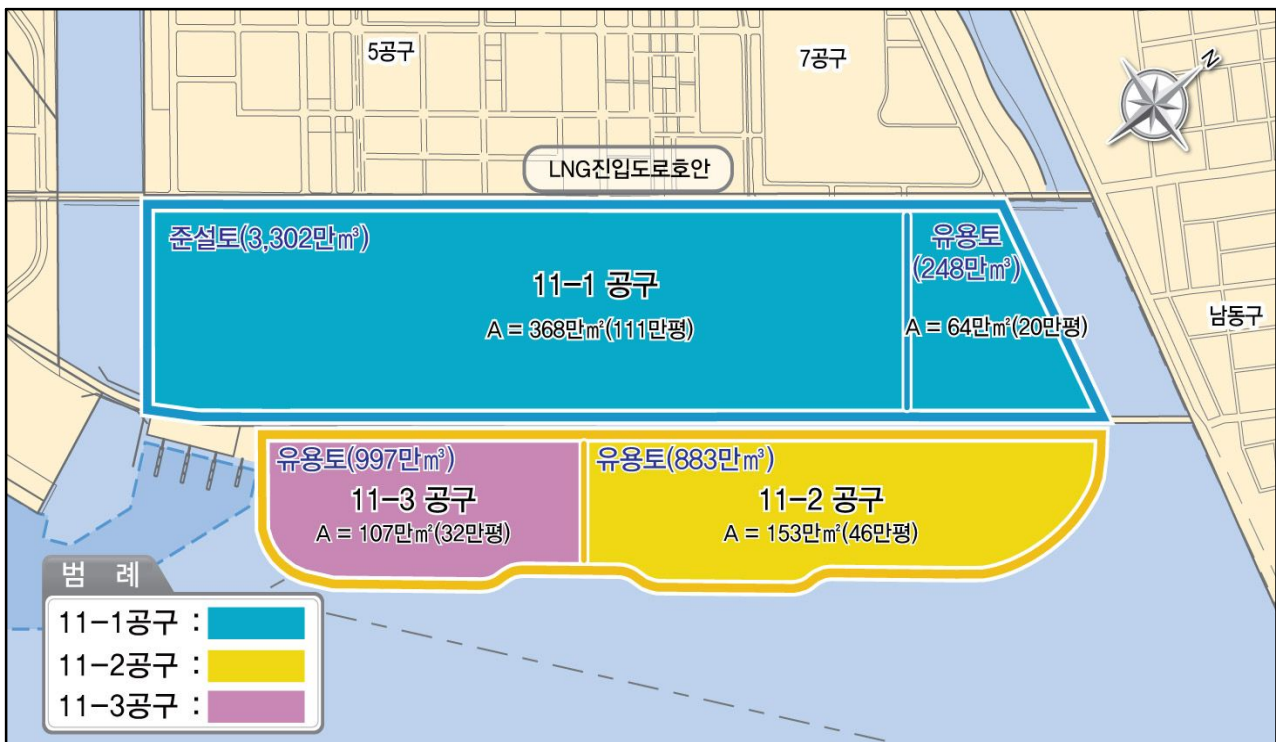 5공구
7공구
N
LNG진입도로호안
준설토(3,302만㎥)
유용토
(248만㎥)
11-1 공구
A = 368만㎡(111만평)
A = 64만㎡(20만평)
남동구
유용토(997만㎥)
유용토(883만㎥)
11-3 공구
11-2 공구
A = 107만㎡(32만평)
A = 153만㎡(46만평)
범 례
11-1공구 :
11-2공구 :
11-3공구 :